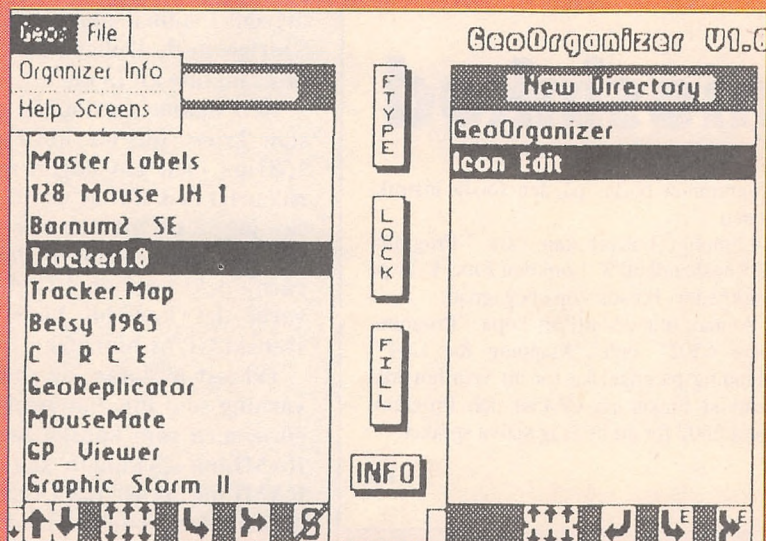 Geos File
GeoOrganizer V1.
Organizer Info
Help Screens
Master Labels
128 Mouse JH 1
Barnum2_SE
Tracker1.0
Tracker.Map
Betsy 1965
C I R C E
GeoReplicator
MouseMate
GP_Viewer
Graphic Storm II
FTYPE
LOCK
FILL
INFO
New Directory
GeoOrganizer
Icon Edit
E
E